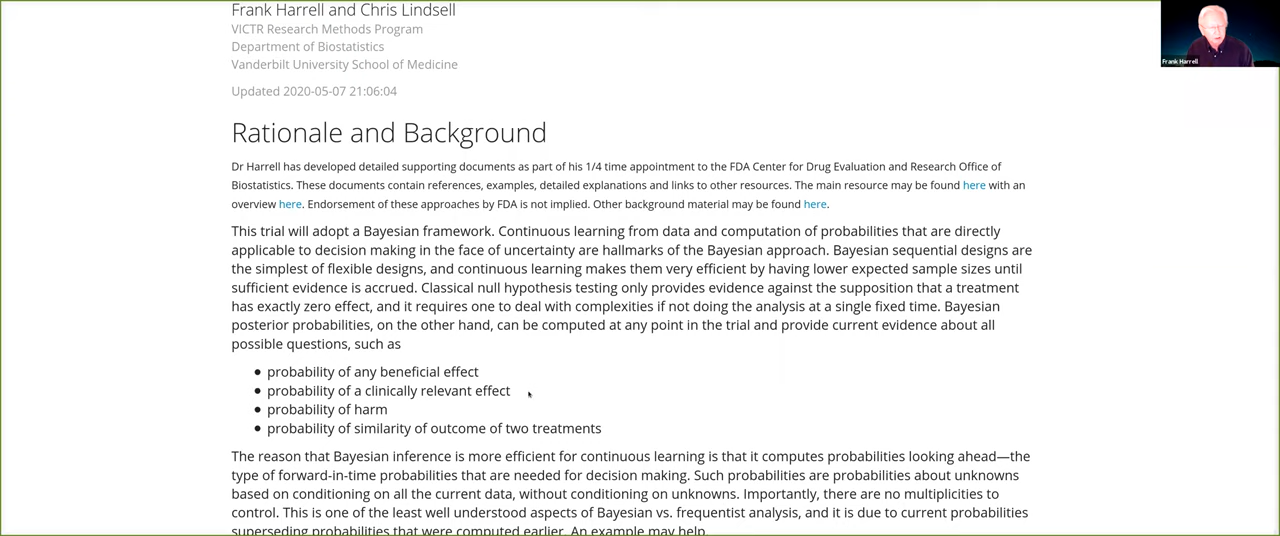 Frank Harrell and Chris Lindsell
VICTR Research Methods Program
Department of Biostatistics
Vanderbilt University School of Medicine
Updated 2020-05-07 21:06:04
Rationale and Background
Dr Harrell has developed detailed supporting documents as part of his 1/4 time appointment to the FDA Center for Drug Evaluation and Research Office of
Biostatistics. These documents contain references, examples, detailed explanations and links to other resources. The main resource may be found here with an
overview here. Endorsement of these approaches by FDA is not implied. Other background material may be found here.
This trial will adopt a Bayesian framework. Continuous learning from data and computation of probabilities that are directly
applicable to decision making in the face of uncertainty are hallmarks of the Bayesian approach. Bayesian sequential designs are
the simplest of flexible designs, and continuous learning makes them very efficient by having lower expected sample sizes until
sufficient evidence is accrued. Classical null hypothesis testing only provides evidence against the supposition that a treatment
has exactly zero effect, and it requires one to deal with complexities if not doing the analysis at a single fixed time. Bayesian
posterior probabilities, on the other hand, can be computed at any point in the trial and provide current evidence about all
possible questions, such as
• probability of any beneficial effect
• probability of a clinically relevant effect
• probability of harm
• probability of similarity of outcome of two treatments
The reason that Bayesian inference is more efficient for continuous learning is that it computes probabilities looking ahead—the
type of forward-in-time probabilities that are needed for decision making. Such probabilities are probabilities about unknowns
based on conditioning on all the current data, without conditioning on unknowns. Importantly, there are no multiplicities to
control. This is one of the least well understood aspects of Bayesian vs. frequentist analysis, and it is due to current probabilities
superseding probabilities that were computed earlier. An example may help.
Frank Harrell